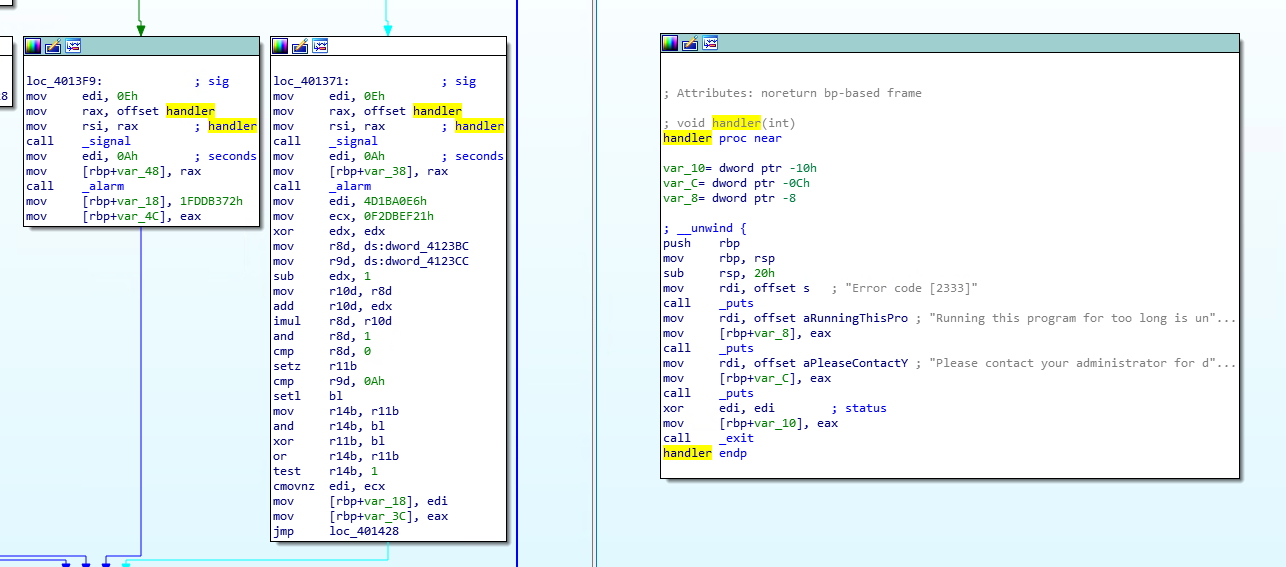 8
loc_4013F9: ; sig
mov edi, 0Eh
mov rax, offset handler
mov rsi, rax ; handler
call _signal
mov edi, 0Ah ; seconds
mov [rbp+var_48], rax
call _alarm
mov [rbp+var_18], 1FDDB372h
mov [rbp+var_4C], eax
loc_401371: ; sig
mov edi, 0Eh
mov rax, offset handler
mov rsi, rax ; handler
call _signal
mov edi, 0Ah ; seconds
mov [rbp+var_38], rax
call _alarm
mov edi, 4D1BA0E6h
mov ecx, 0F2DBEF21h
xor edx, edx
mov r8d, ds:dword_4123BC
mov r9d, ds:dword_4123CC
sub edx, 1
mov r10d, r8d
add r10d, edx
imul r8d, r10d
and r8d, 1
cmp r8d, 0
setz r11b
cmp r9d, 0Ah
setl bl
mov r14b, r11b
and r14b, bl
xor r11b, bl
or r14b, r11b
test r14b, 1
cmovnz edi, ecx
mov [rbp+var_18], edi
mov [rbp+var_3C], eax
jmp loc_401428
; Attributes: noreturn bp-based frame
; void handler(int)
handler proc near
var_10= dword ptr -10h
var_C= dword ptr -0Ch
var_8= dword ptr -8
; __unwind {
push rbp
mov rbp, rsp
sub rsp, 20h
mov rdi, offset s ; "Error code [2333]"
call _puts
mov rdi, offset aRunningThisPro ; "Running this program for too long is un"...
mov [rbp+var_8], eax
call _puts
mov rdi, offset aPleaseContactY ; "Please contact your administrator for d"...
mov [rbp+var_C], eax
call _puts
xor edi, edi ; status
mov [rbp+var_10], eax
call _exit
handler endp